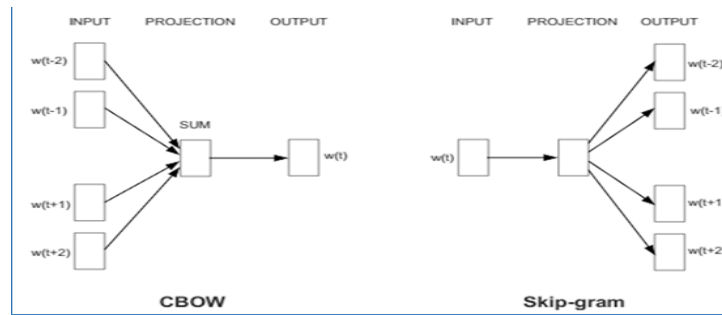 INPUT PROJECTION OUTPUT
w(t-2)
w(t-1)
SUM
w(t)
w(t+1)
w(t+2)
CBOW
INPUT PROJECTION OUTPUT
w(t-2)
w(t-1
w(t)
w(t+1
w(t+2
Skip-gram